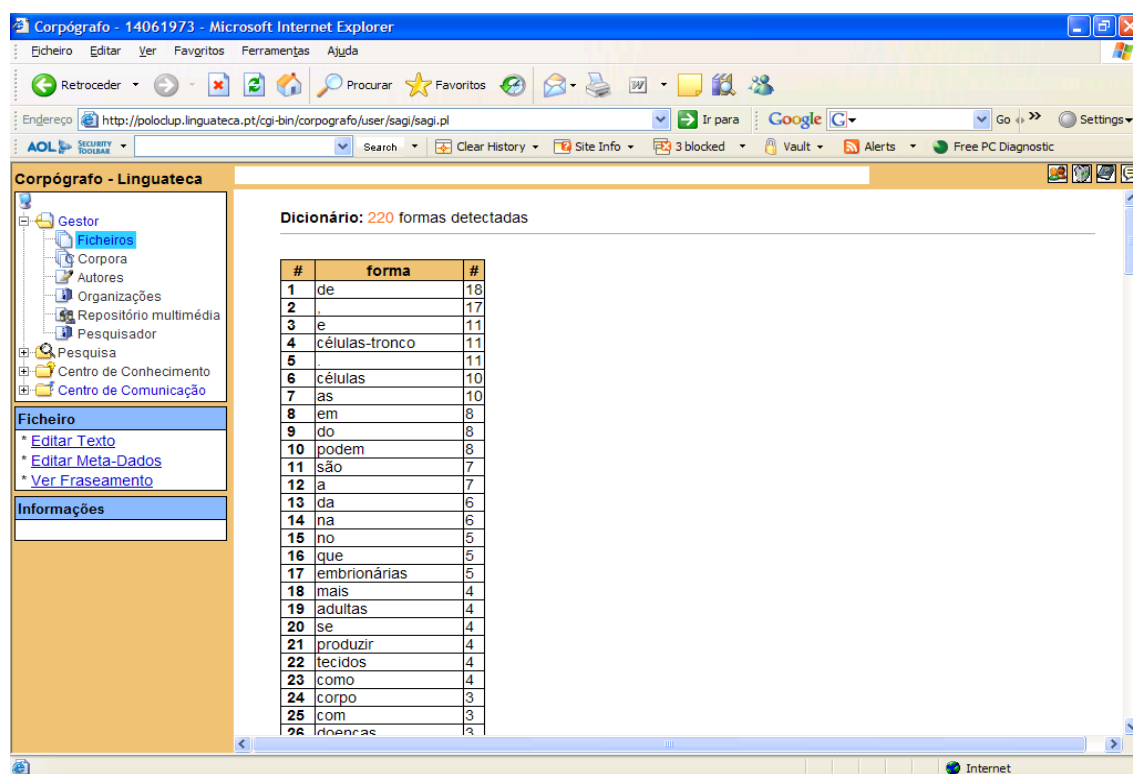 Corpógrafo - 14061973 - Microsoft Internet Explorer
Ficheiro Editar Ver Favoritos Ferramentas Ajuda
Retroceder Procurar Favoritos
Endereço http://poloclup.linguateca.pt/cgi-bin/corpografo/user/sagi/sagi.pl Ir para Google G Go Settings
AOL SECURITY TOOLBAR Search Clear History Site Info 3 blocked Vault Alerts Free PC Diagnostic
Corpógrafo - Linguateca
Gestor
Ficheiros
Corpora
Autores
Organizações
Repositório multimédia
Pesquisador
Pesquisa
Centro de Conhecimento
Centro de Comunicação
Ficheiro
* Editar Texto
* Editar Meta-Dados
* Ver Fraseamento
Informações
Dicionário: 220 formas detectadas
# forma #
1 de 18
2 , 17
3 e 11
4 células-tronco 11
5 . 11
6 células 10
7 as 10
8 em 8
9 do 8
10 podem 8
11 são 7
12 a 7
13 da 6
14 na 6
15 no 5
16 que 5
17 embrionárias 5
18 mais 4
19 adultas 4
20 se 4
21 produzir 4
22 tecidos 4
23 como 4
24 corpo 3
25 com 3
26 doenças 3
Internet